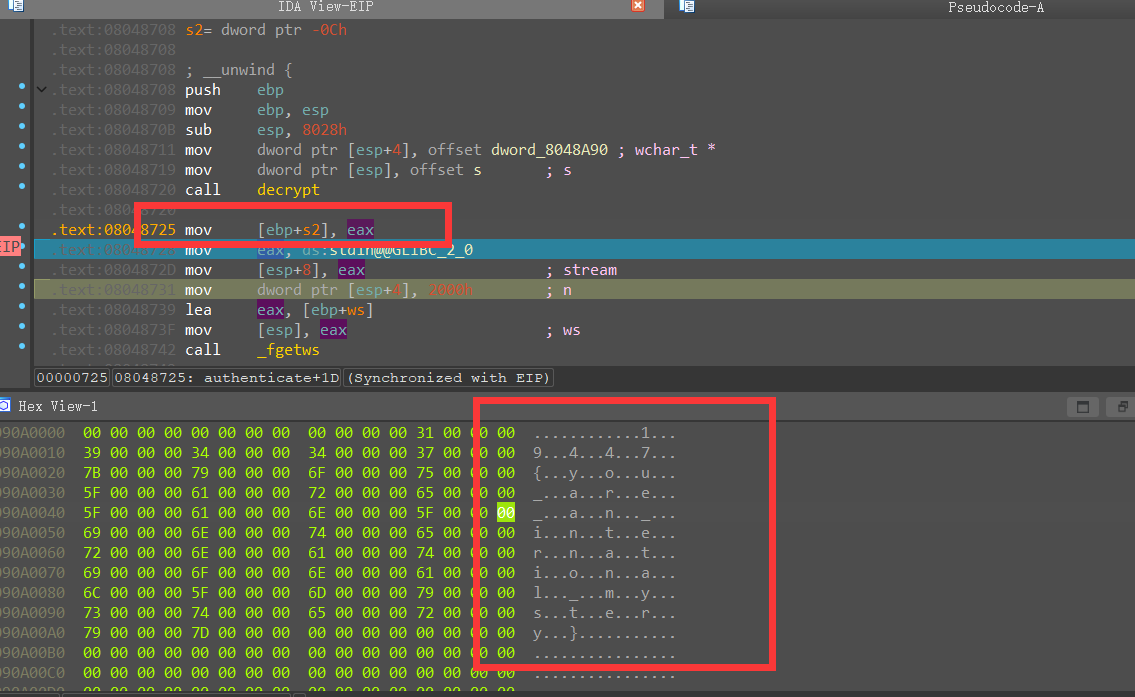 IDA View-EIP
Pseudocode-A
.text:08048708 s2= dword ptr -0Ch
.text:08048708
.text:08048708 ; __unwind {
.text:08048708 push ebp
.text:08048709 mov ebp, esp
.text:0804870B sub esp, 8028h
.text:08048711 mov dword ptr [esp+4], offset dword_8048A90 ; wchar_t *
.text:08048719 mov dword ptr [esp], offset s ; s
.text:08048720 call decrypt
.text:08048720
.text:08048725 mov [ebp+s2], eax
EIP
.text:08048728 mov eax, ds:stdin@@GLIBC_2_0
.text:0804872D mov [esp+8], eax ; stream
.text:08048731 mov dword ptr [esp+4], 2000h ; n
.text:08048739 lea eax, [ebp+ws]
.text:0804873F mov [esp], eax ; ws
.text:08048742 call _fgetws
00000725 08048725: authenticate+1D (Synchronized with EIP)
Hex View-1
090A0000 00 00 00 00 00 00 00 00 00 00 00 00 31 00 00 00 ............1...
090A0010 39 00 00 00 34 00 00 00 34 00 00 00 37 00 00 00 9...4...4...7...
090A0020 7B 00 00 00 79 00 00 00 6F 00 00 00 75 00 00 00 {...y...o...u...
090A0030 5F 00 00 00 61 00 00 00 72 00 00 00 65 00 00 00 _...a...r...e...
090A0040 5F 00 00 00 61 00 00 00 6E 00 00 00 5F 00 00 00 _...a...n..._...
090A0050 69 00 00 00 6E 00 00 00 74 00 00 00 65 00 00 00 i...n...t...e...
090A0060 72 00 00 00 6E 00 00 00 61 00 00 00 74 00 00 00 r...n...a...t...
090A0070 69 00 00 00 6F 00 00 00 6E 00 00 00 61 00 00 00 i...o...n...a...
090A0080 6C 00 00 00 5F 00 00 00 6D 00 00 00 79 00 00 00 l..._...m...y...
090A0090 73 00 00 00 74 00 00 00 65 00 00 00 72 00 00 00 s...t...e...r...
090A00A0 79 00 00 00 7D 00 00 00 00 00 00 00 00 00 00 00 y...}...........
090A00B0 00 00 00 00 00 00 00 00 00 00 00 00 00 00 00 00 ................
090A00C0 00 00 00 00 00 00 00 00 00 00 00 00 00 00 00 00 ................